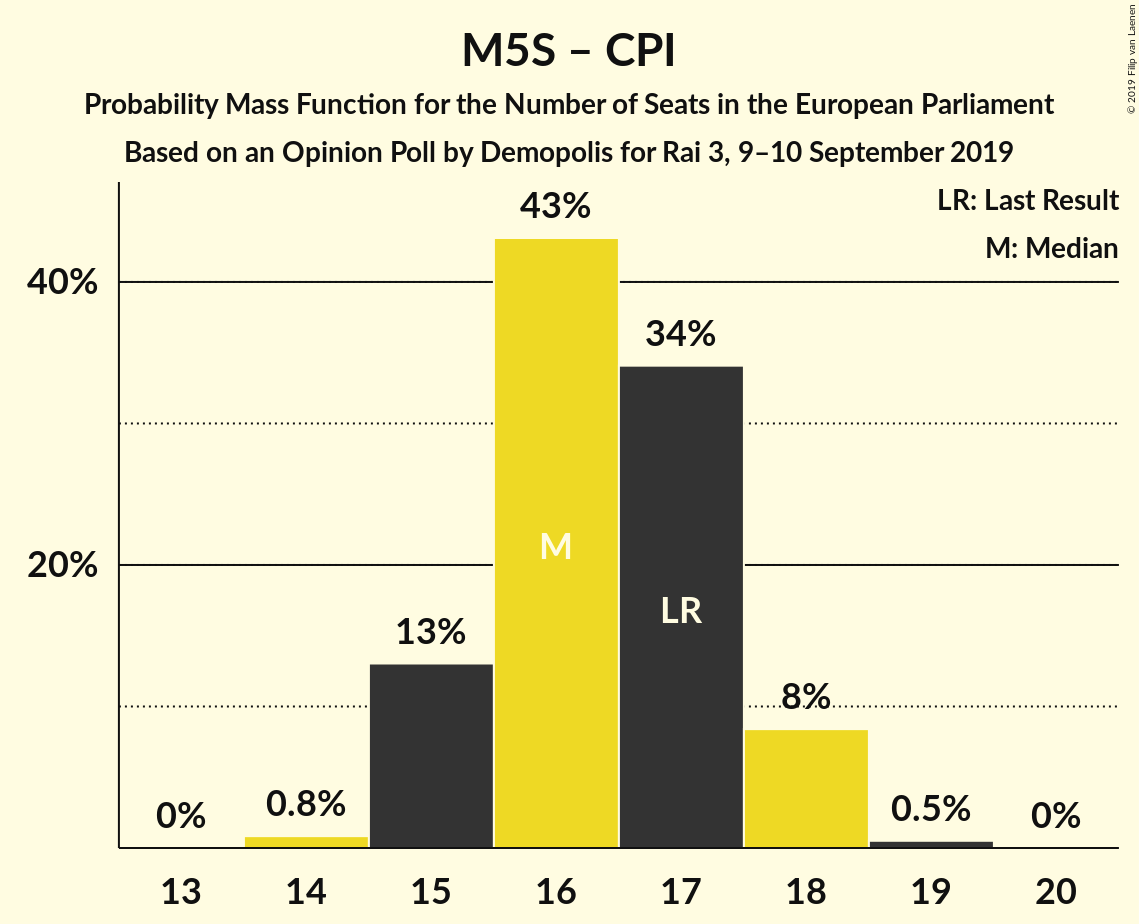 M5S – CPI
Probability Mass Function for the Number of Seats in the European Parliament
Based on an Opinion Poll by Demopolis for Rai 3, 9–10 September 2019
© 2019 Filip van Laenen
LR: Last Result
M: Median
43%
40%
34%
M
20%
LR
13%
8%
0%
0.8%
0.5%
0%
13 14 15 16 17 18 19 20